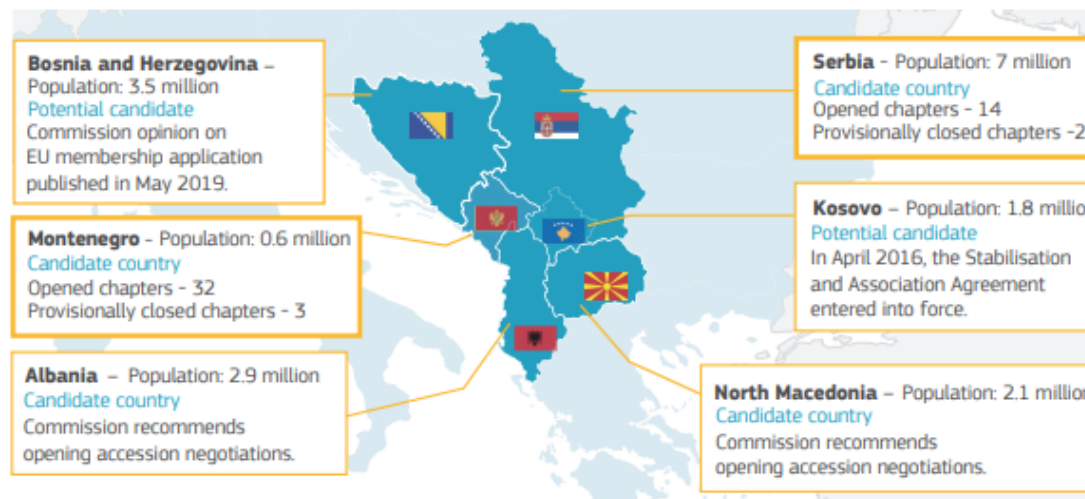 Bosnia and Herzegovina –
Population: 3.5 million
Potential candidate
Commission opinion on
EU membership application
published in May 2019.
Montenegro - Population: 0.6 million
Candidate country
Opened chapters - 32
Provisionally closed chapters - 3
Albania – Population: 2.9 million
Candidate country
Commission recommends
opening accession negotiations.
Serbia - Population: 7 million
Candidate country
Opened chapters - 14
Provisionally closed chapters -2
Kosovo – Population: 1.8 millio
Potential candidate
In April 2016, the Stabilisation
and Association Agreement
entered into force.
North Macedonia – Population: 2.1 million
Candidate country
Commission recommends
opening accession negotiations.